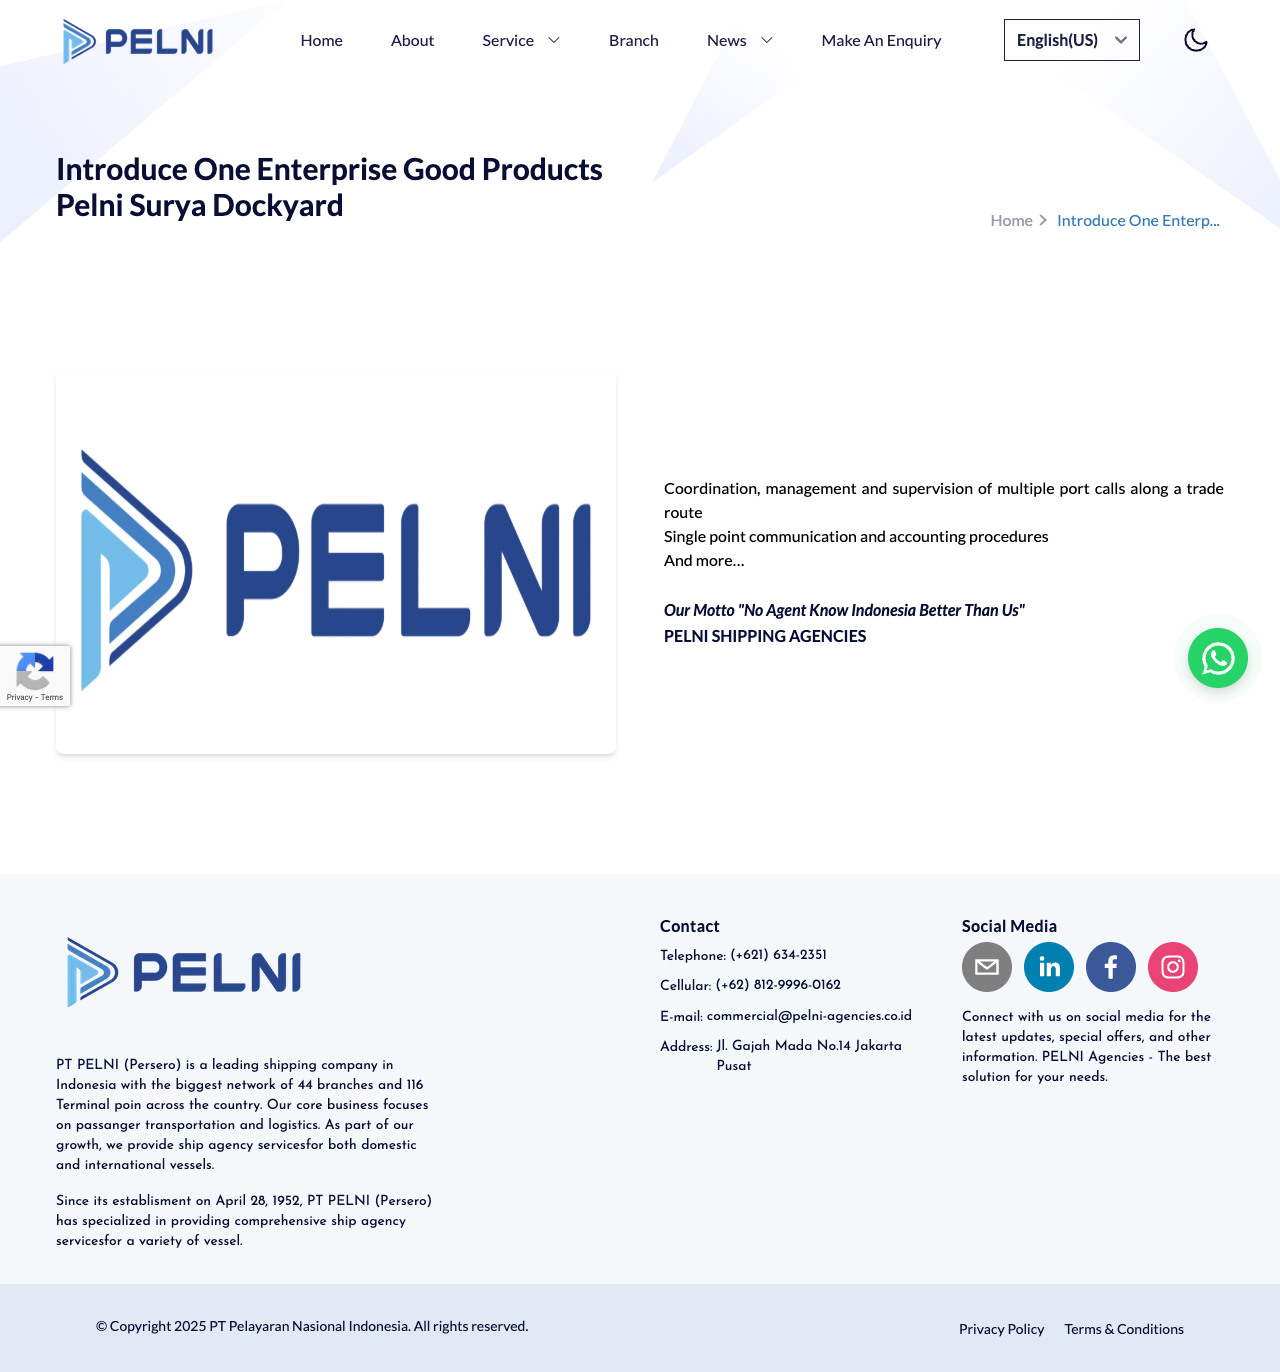 PELNI
Home
About
Service
Branch
News
Make An Enquiry
English(US)
Introduce One Enterprise Good Products
Pelni Surya Dockyard
Home
Introduce One Enterp...
PELNI
Coordination, management and supervision of multiple port calls along a trade
route
Single point communication and accounting procedures
And more...
Our Motto "No Agent Know Indonesia Better Than Us"
PELNI SHIPPING AGENCIES
Privacy - Terms
PELNI
PT PELNI (Persero) is a leading shipping company in
Indonesia with the biggest network of 44 branches and 116
Terminal poin across the country. Our core business focuses
on passanger transportation and logistics. As part of our
growth, we provide ship agency servicesfor both domestic
and international vessels.
Since its establisment on April 28, 1952, PT PELNI (Persero)
has specialized in providing comprehensive ship agency
servicesfor a variety of vessel.
Contact
Telephone: (+621) 634-2351
Cellular: (+62) 812-9996-0162
E-mail: commercial@pelni-agencies.co.id
Address: Jl. Gajah Mada No.14 Jakarta
Pusat
Social Media
Connect with us on social media for the
latest updates, special offers, and other
information. PELNI Agencies - The best
solution for your needs.
© Copyright 2025 PT Pelayaran Nasional Indonesia. All rights reserved.
Privacy Policy
Terms & Conditions